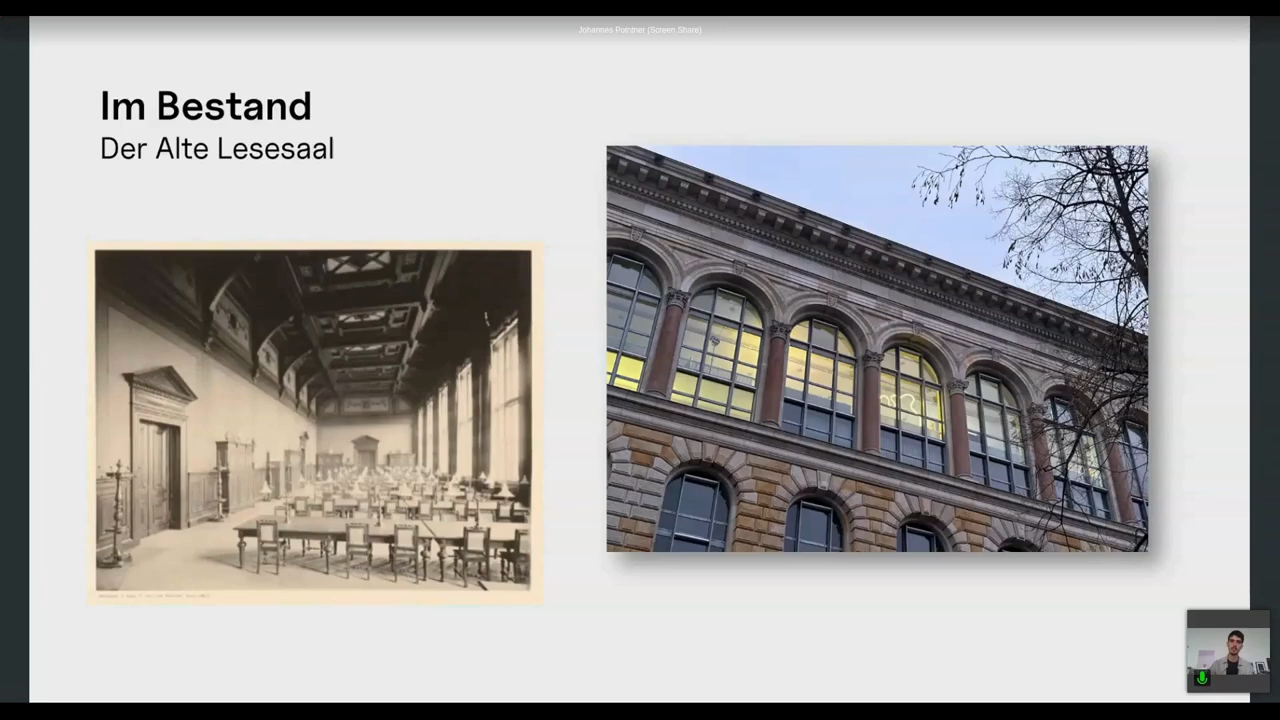 Johannes Pointner (Screen Share)
Im Bestand
Der Alte Lesesaal